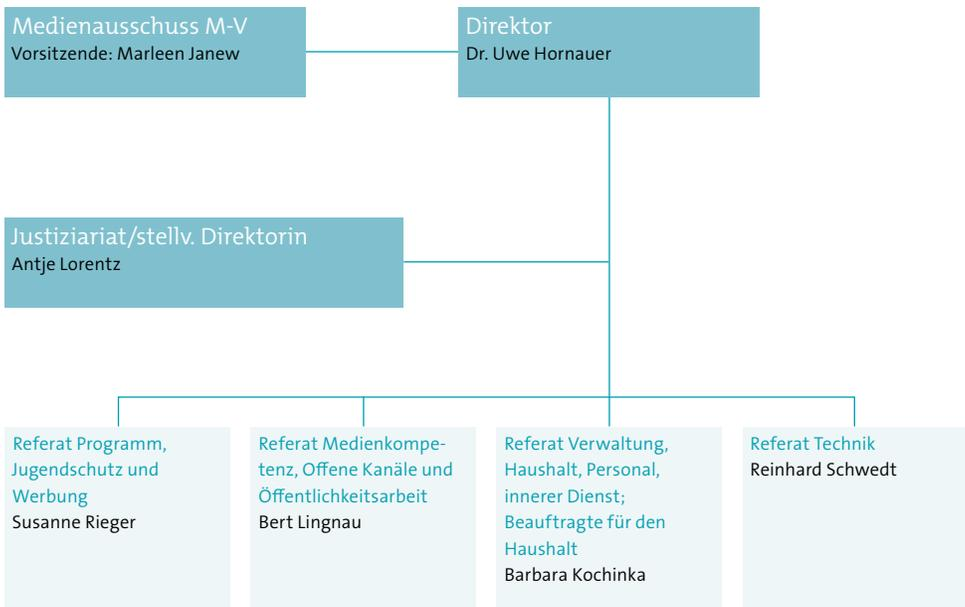 Medienausschuss M-V
Vorsitzende: Marleen Janew
Direktor
Dr. Uwe Hornauer
Justiziariat/stellv. Direktorin
Antje Lorentz
Referat Programm,
Jugendschutz und
Werbung
Susanne Rieger
Referat Medienkompe-
tenz, Offene Kanäle und
Öffentlichkeitsarbeit
Bert Lingnau
Referat Verwaltung,
Haushalt, Personal,
innerer Dienst;
Beauftragte für den
Haushalt
Barbara Kochinka
Referat Technik
Reinhard Schwedt